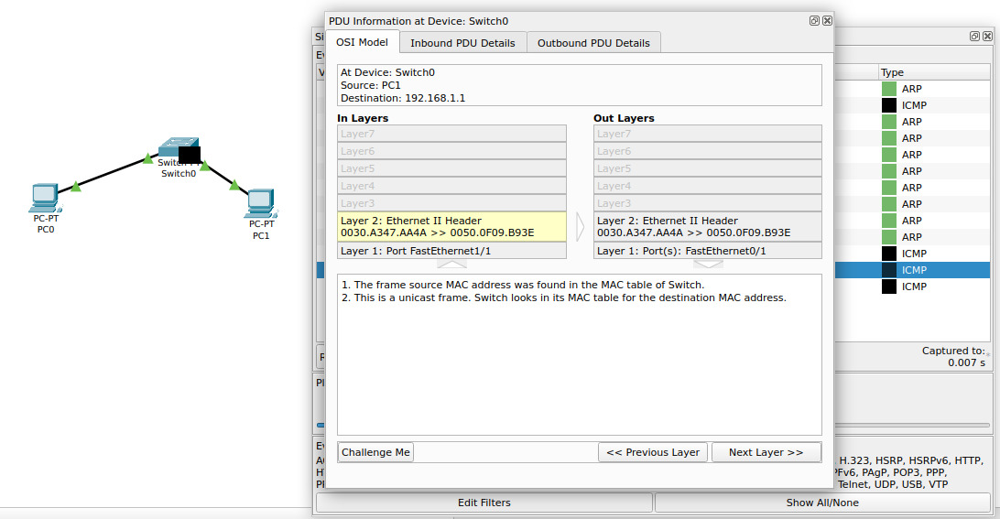 PDU Information at Device: Switch0
OSI Model
Inbound PDU Details
Outbound PDU Details
At Device: Switch0
Source: PC1
Destination: 192.168.1.1
In Layers
Out Layers
Layer7
Layer7
Layer6
Layer6
Layer5
Layer5
Layer4
Layer4
Layer3
Layer3
Layer 2: Ethernet II Header
0030.A347.AA4A >> 0050.0F09.B93E
Layer 2: Ethernet II Header
0030.A347.AA4A >> 0050.0F09.B93E
Layer 1: Port FastEthernet1/1
Layer 1: Port(s): FastEthernet0/1
1. The frame source MAC address was found in the MAC table of Switch.
2. This is a unicast frame. Switch looks in its MAC table for the destination MAC address.
Challenge Me
<< Previous Layer
Next Layer >>
Switch0
PC-PT
PC0
PC-PT
PC1
Type
ARP
ICMP
ARP
ARP
ARP
ARP
ARP
ARP
ARP
ARP
ICMP
ICMP
ICMP
Captured to:
0.007 s
H.323, HSRP, HSRPv6, HTTP,
PFv6, PAgP, POP3, PPP,
Telnet, UDP, USB, VTP
Edit Filters
Show All/None